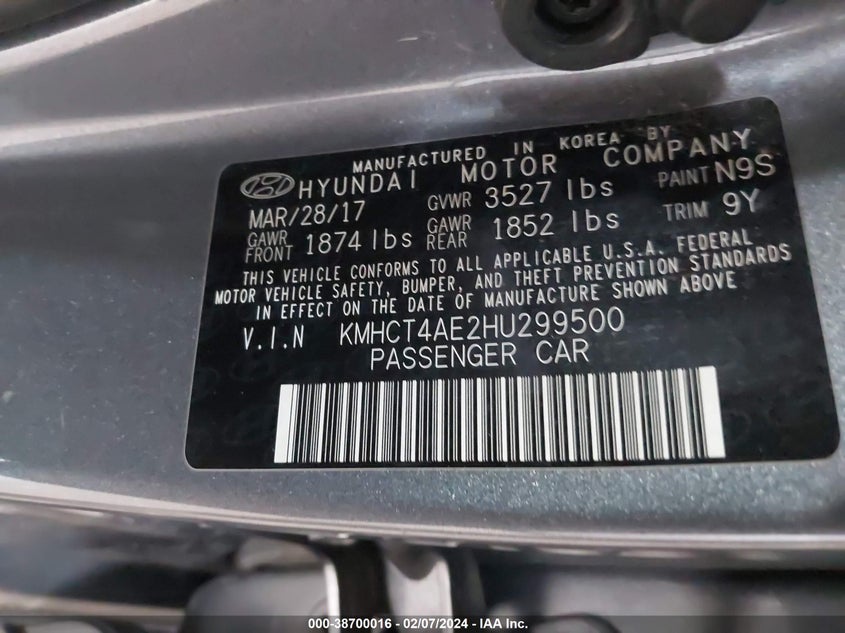 MANUFACTURED IN KOREA BY
HYUNDAI MOTOR COMPANY
MAR/28/17 GVWR 3527 lbs PAINT N9S
GAWR FRONT 1874 lbs GAWR REAR 1852 lbs TRIM 9Y
THIS VEHICLE CONFORMS TO ALL APPLICABLE U.S.A. FEDERAL
MOTOR VEHICLE SAFETY, BUMPER, AND THEFT PREVENTION STANDARDS
IN EFFECT ON THE DATE OF MANUFACTURE SHOWN ABOVE
V.I.N KMHCT4AE2HU299500
PASSENGER CAR
000-38700016 - 02/07/2024 - IAA Inc.